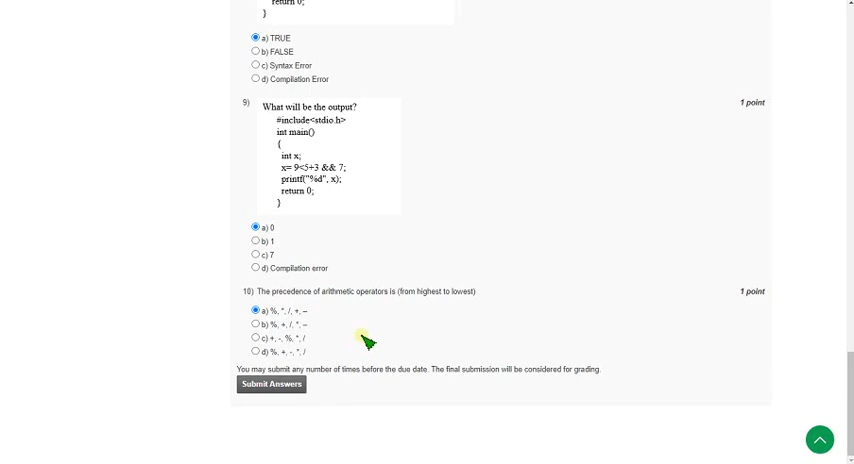 return 0;
}
a) TRUE
b) FALSE
c) Syntax Error
d) Compilation Error
9) What will be the output? 1 point
#include<stdio.h>
int main()
{
int x;
x= 9<5+3 && 7;
printf("%d", x);
return 0;
}
a) 0
b) 1
c) 7
d) Compilation error
10) The precedence of arithmetic operators is (from highest to lowest) 1 point
a) %, *, /, +, –
b) %, +, /, *, –
c) +, -, %, *, /
d) %, +, -, *, /
You may submit any number of times before the due date. The final submission will be considered for grading.
Submit Answers